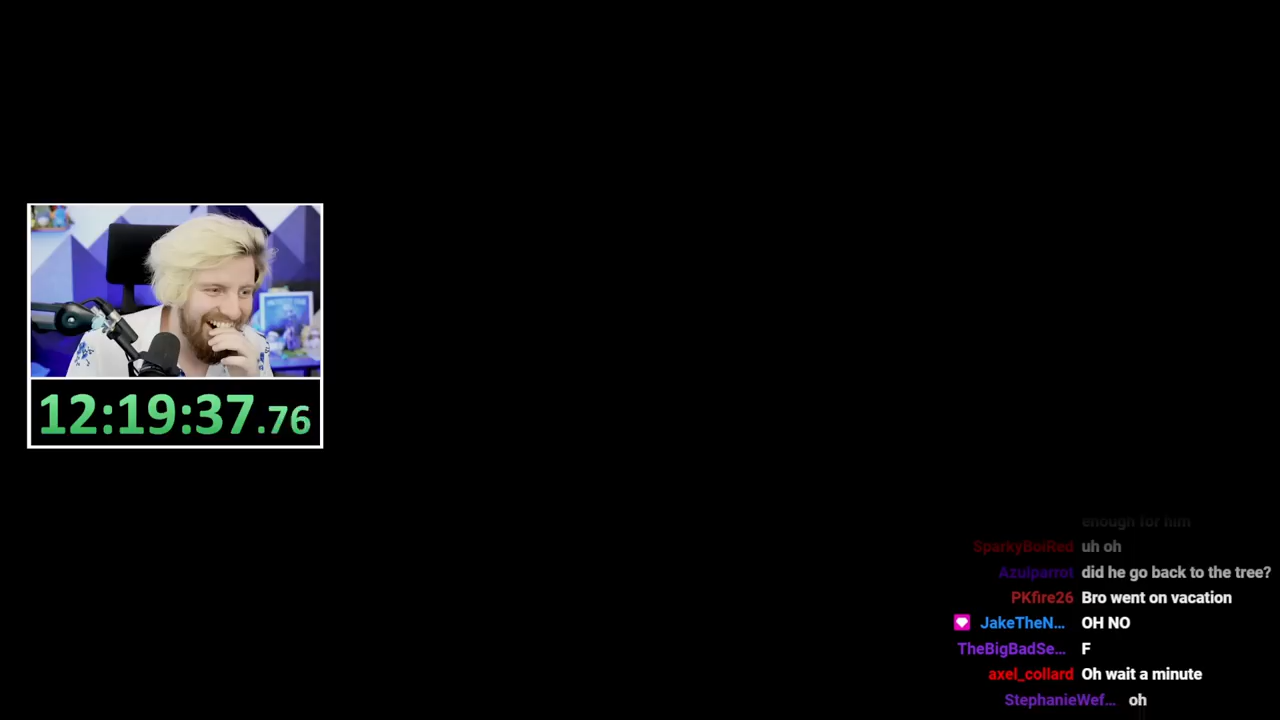 12:19:37.76
enough for him
SparkyBoiRed uh oh
Azulparrot did he go back to the tree?
PKfire26 Bro went on vacation
JakeTheN... OH NO
TheBigBadSe... F
axel_collard Oh wait a minute
StephanieWef... oh